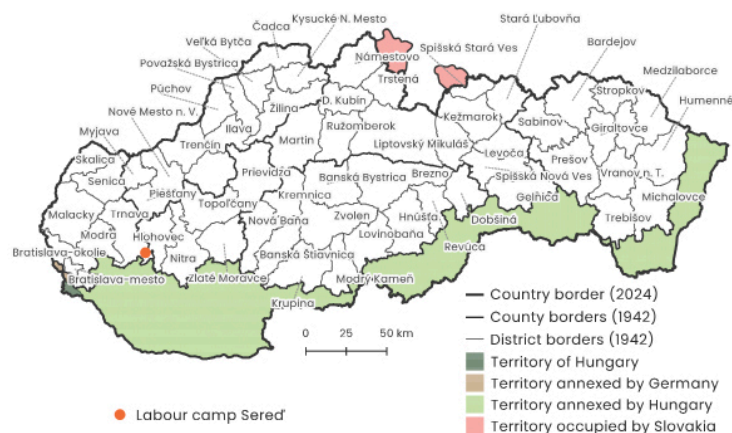 Čadca
Kysucké N. Mesto
Stará Ľubovňa
Veľká Bytča
Bardejov
Považská Bystrica
Námestovo
Spišská Stará Ves
Medzilaborce
Púchov
Trstená
Stropkov
Humenné
Nové Mesto n. V.
Žilina
D. Kubín
Kežmarok
Sabinov
Giraltovce
Myjava
Ilava
Ružomberok
Skalica
Trenčín
Martin
Liptovský Mikuláš
Levoča
Prešov
Senica
Prievidža
Banská Bystrica
Brezno
Spišská Nová Ves
Vranov n. T.
Piešťany
Kremnica
Gelnica
Michalovce
Malacky
Trnava
Topoľčany
Nová Baňa
Zvolen
Hnúšťa
Dobšiná
Trebišov
Modra
Hlohovec
Lovinobaňa
Revúca
Bratislava-okolie
Nitra
Banská Štiavnica
Bratislava-mesto
Zlaté Moravce
Modrý Kameň
Krupina
0 25 50 km
Country border (2024)
County borders (1942)
District borders (1942)
Territory of Hungary
Territory annexed by Germany
Territory annexed by Hungary
Territory occupied by Slovakia
Labour camp Sereď